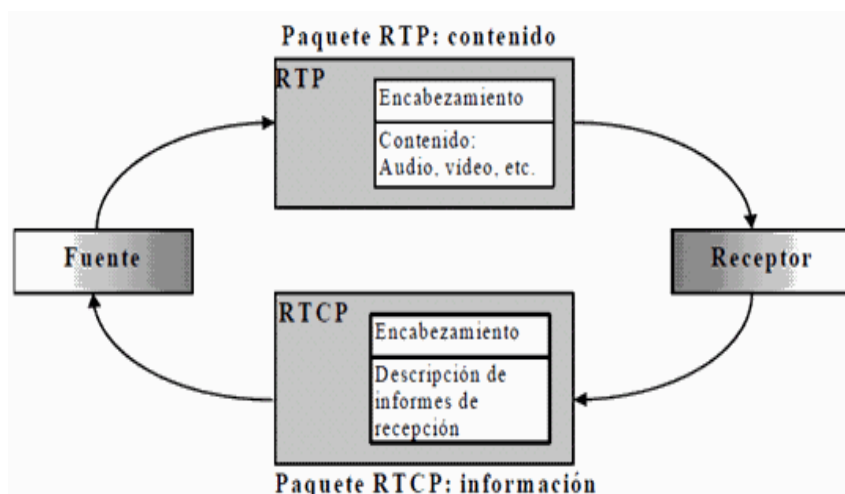 Paquete RTP: contenido
RTP
Encabezamiento
Contenido:
Audio, vídeo, etc.
Fuente
Receptor
RTCP
Encabezamiento
Descripción de
informes de
recepción
Paquete RTCP: información